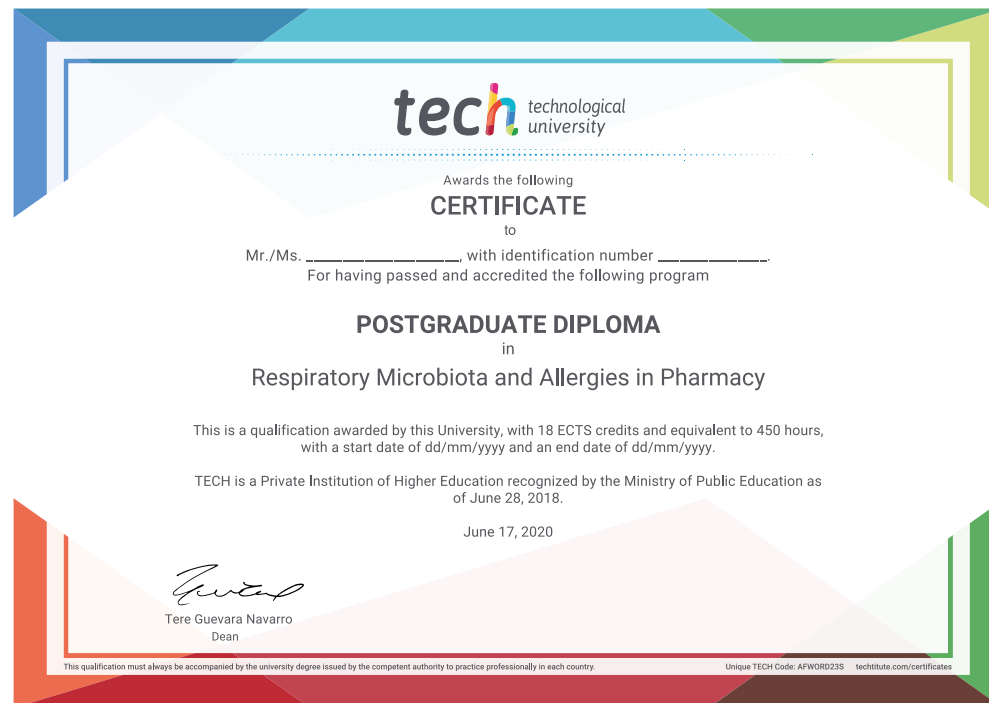 tech technological
university
Awards the following
CERTIFICATE
to
Mr./Ms. ___________________, with identification number ______________.
For having passed and accredited the following program
POSTGRADUATE DIPLOMA
in
Respiratory Microbiota and Allergies in Pharmacy
This is a qualification awarded by this University, with 18 ECTS credits and equivalent to 450 hours,
with a start date of dd/mm/yyyy and an end date of dd/mm/yyyy.
TECH is a Private Institution of Higher Education recognized by the Ministry of Public Education as
of June 28, 2018.
June 17, 2020
Tere Guevara Navarro
Dean
This qualification must always be accompanied by the university degree issued by the competent authority to practice professionally in each country.
Unique TECH Code: AFWORD23S techtitute.com/certificates